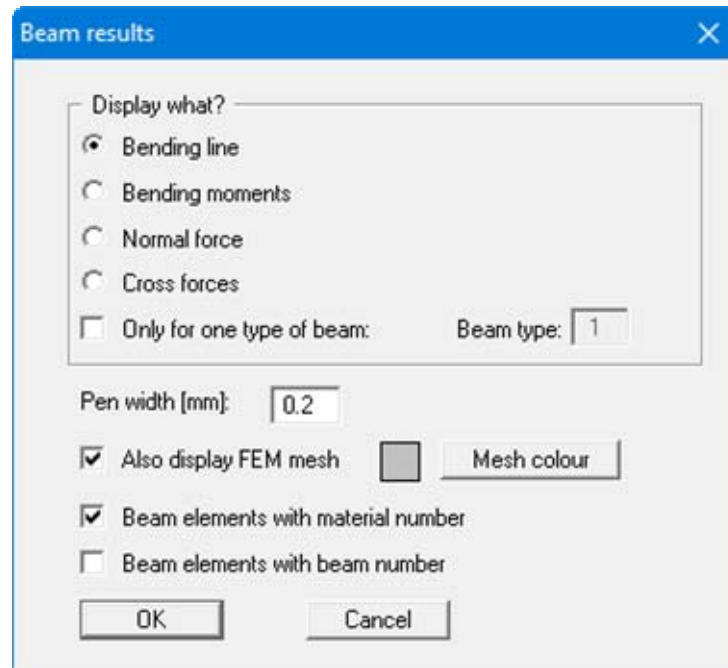 Beam results
Display what?
Bending line
Bending moments
Normal force
Cross forces
Only for one type of beam: Beam type: 1
Pen width [mm]: 0.2
Also display FEM mesh Mesh colour
Beam elements with material number
Beam elements with beam number
OK Cancel